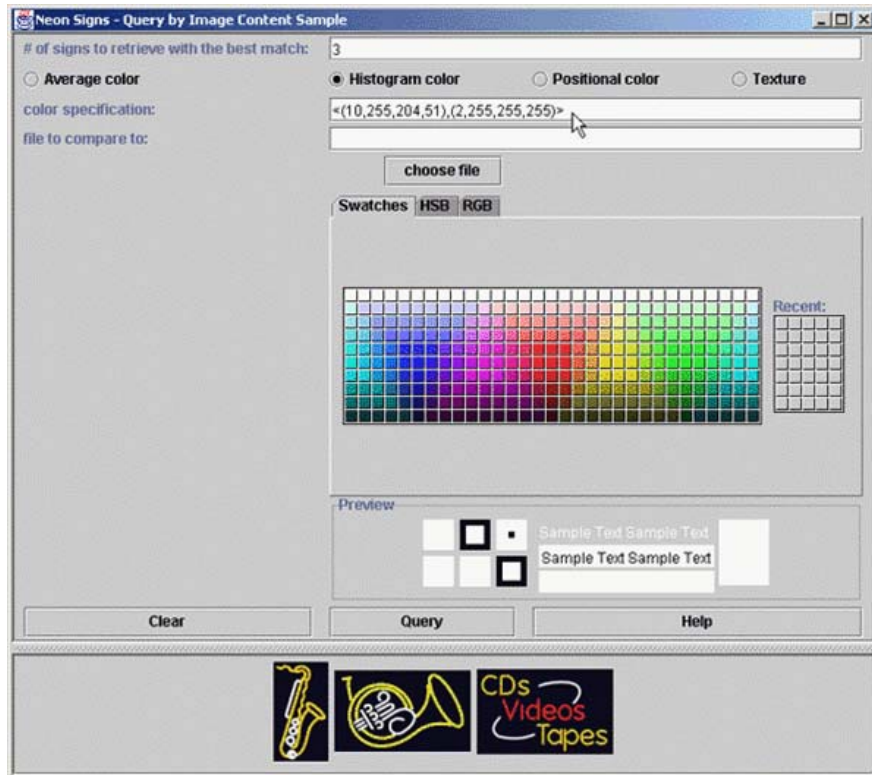 Neon Signs - Query by Image Content Sample
# of signs to retrieve with the best match: 3
Average color Histogram color Positional color Texture
color specification: <(10,255,204,51),(2,255,255,255)>
file to compare to:
choose file
Swatches HSB RGB
Recent:
Preview
Sample Text Sample Text
Sample Text Sample Text
Clear Query Help
CDs
Videos
Tapes